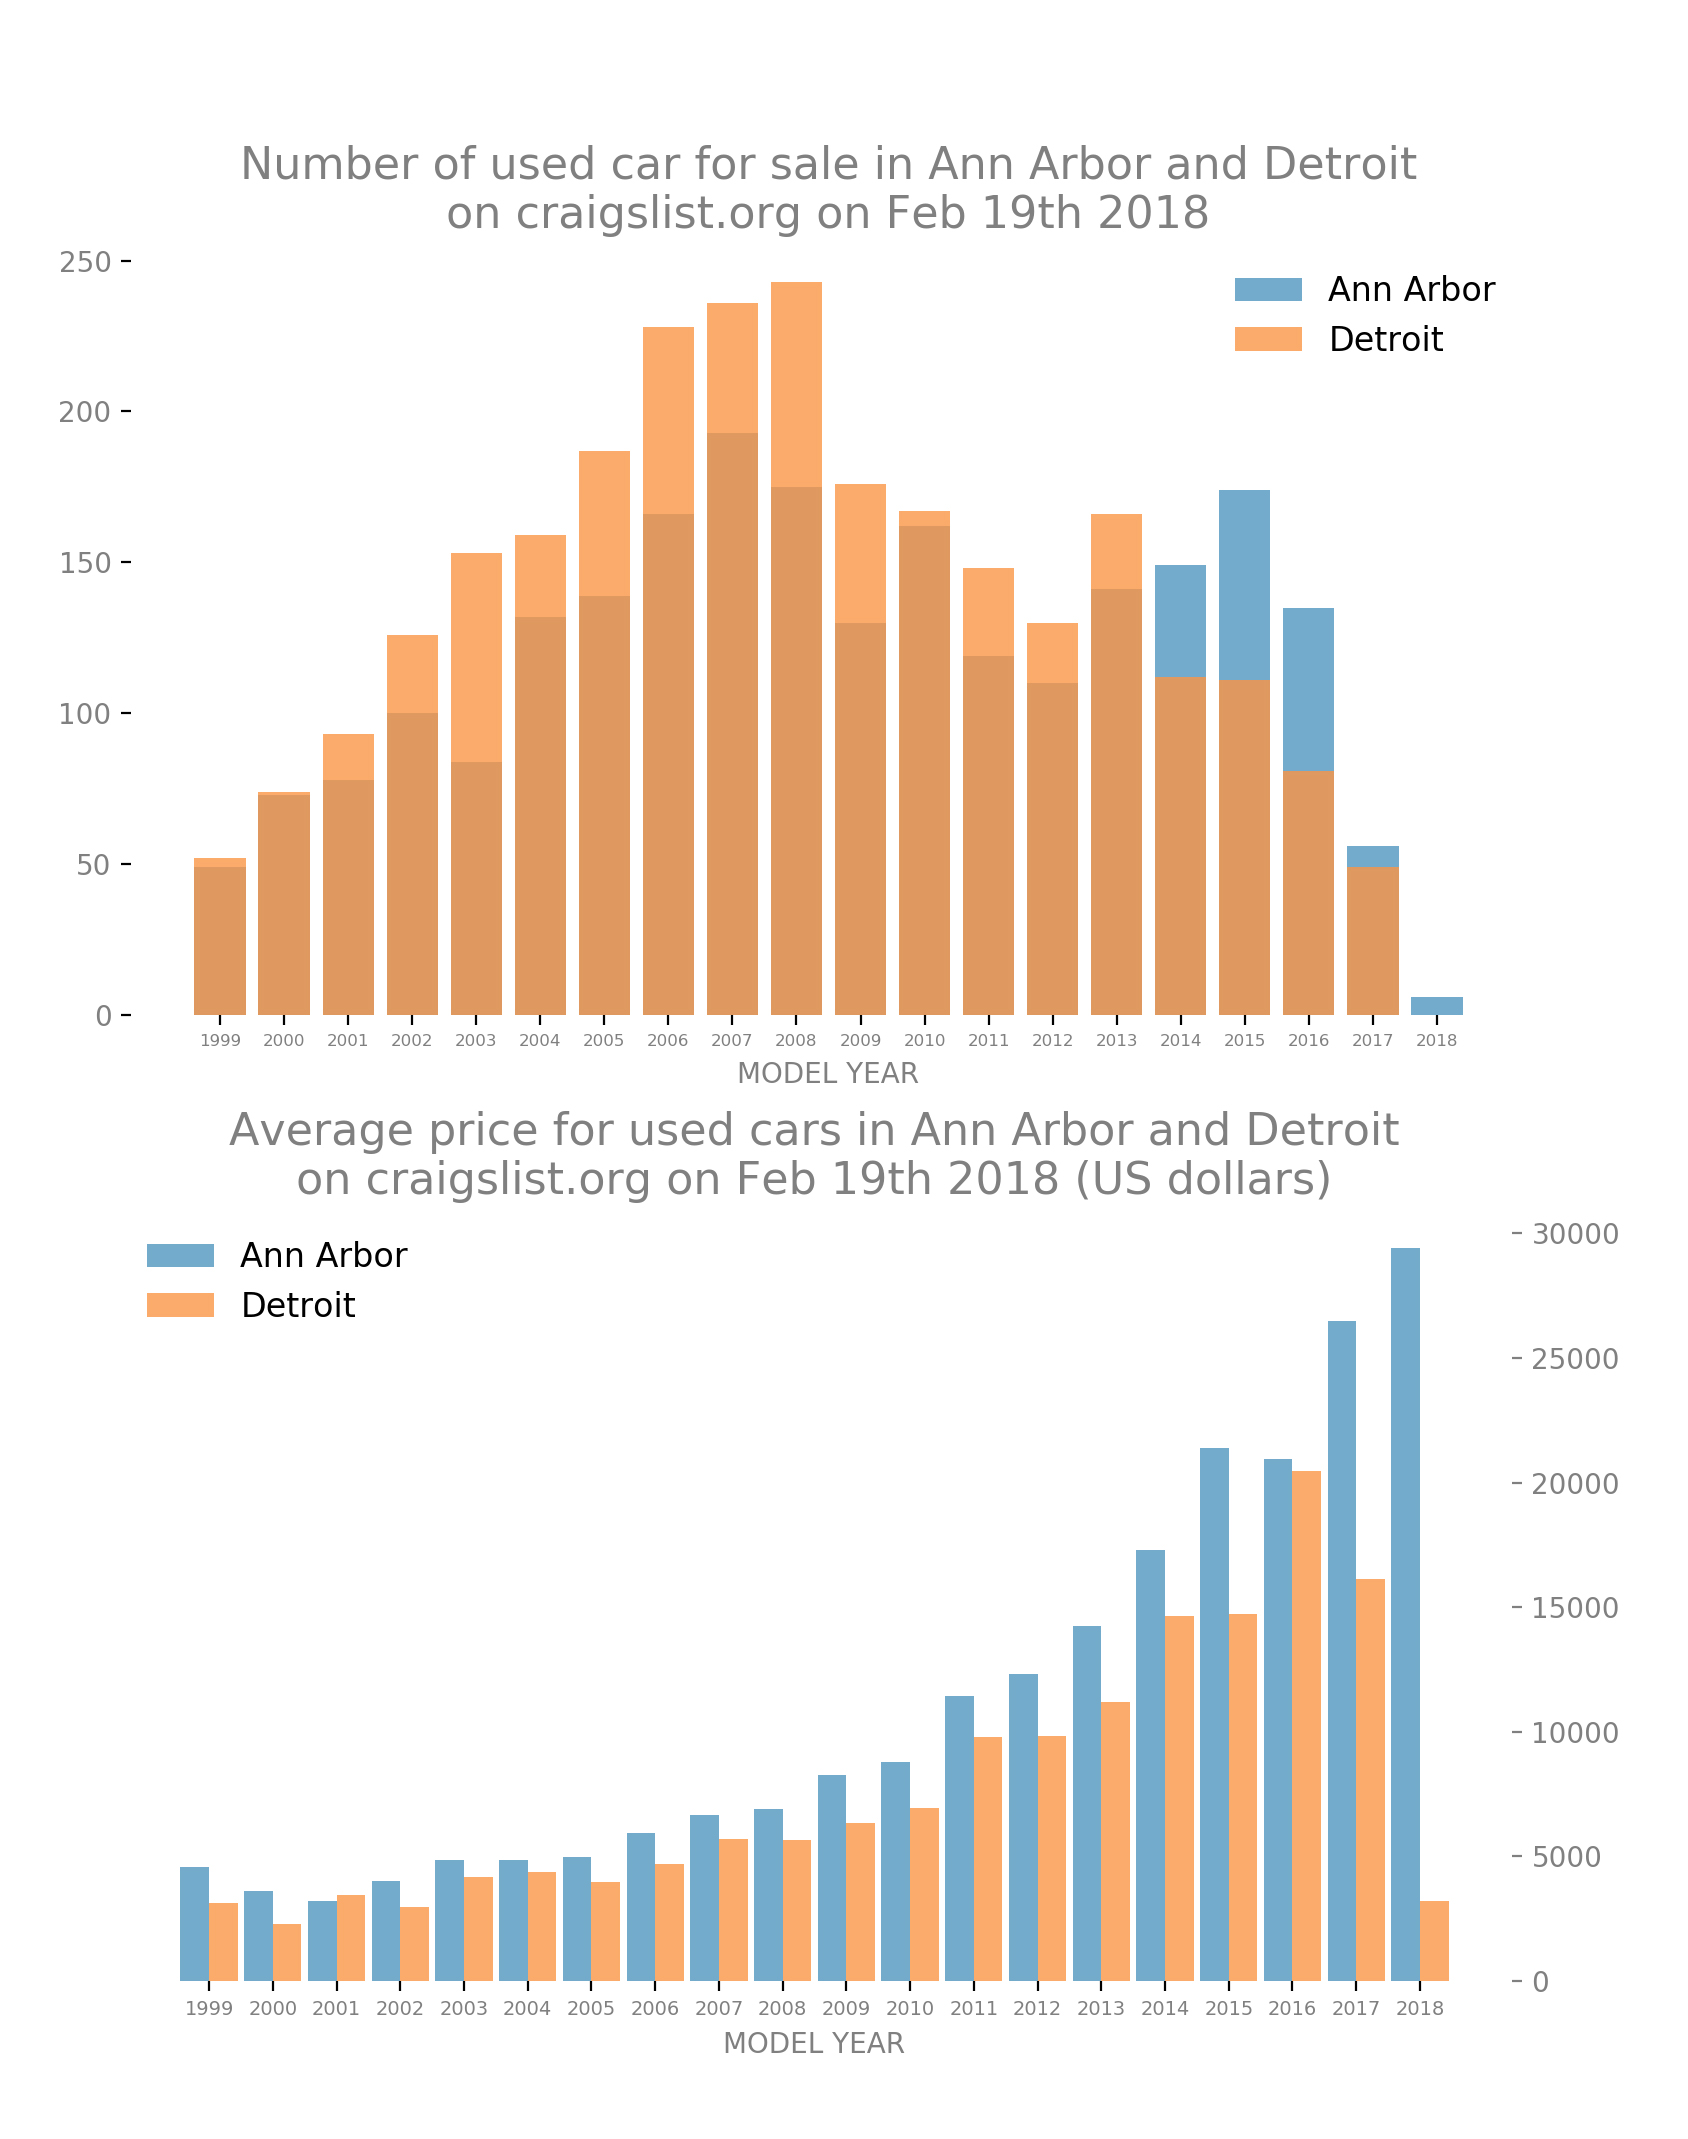 Number of used car for sale in Ann Arbor and Detroit
on craigslist.org on Feb 19th 2018
250
200
150
100
50
0
Ann Arbor
Detroit
1999 2000 2001 2002 2003 2004 2005 2006 2007 2008 2009 2010 2011 2012 2013 2014 2015 2016 2017 2018
MODEL YEAR
Average price for used cars in Ann Arbor and Detroit
on craigslist.org on Feb 19th 2018 (US dollars)
Ann Arbor
Detroit
30000
25000
20000
15000
10000
5000
0
1999 2000 2001 2002 2003 2004 2005 2006 2007 2008 2009 2010 2011 2012 2013 2014 2015 2016 2017 2018
MODEL YEAR